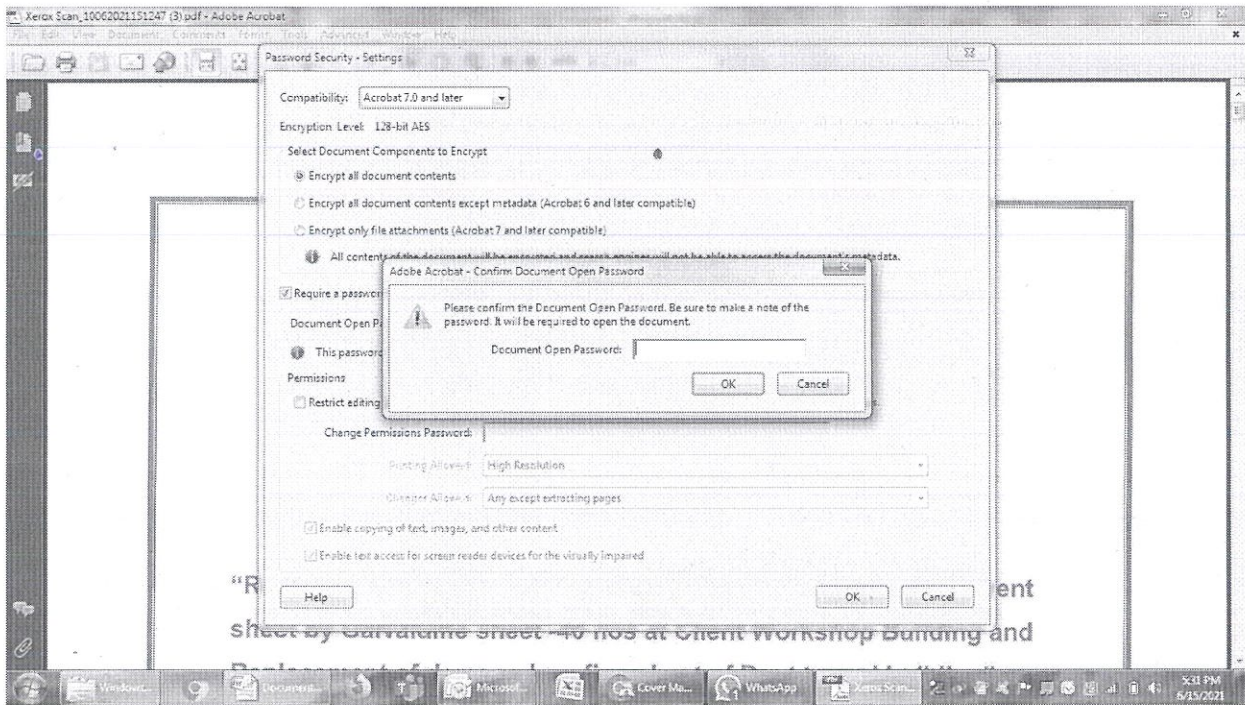 Xerox Scan_10062021151247 (3).pdf - Adobe Acrobat
File Edit View Document Comments Forms Tools Advanced Window Help
Password Security - Settings
Compatibility: Acrobat 7.0 and later
Encryption Level: 128-bit AES
Select Document Components to Encrypt
Encrypt all document contents
Encrypt all document contents except metadata (Acrobat 6 and later compatible)
Encrypt only file attachments (Acrobat 7 and later compatible)
All contents of the document will be encrypted and search engines will not be able to access the document's metadata.
Adobe Acrobat - Confirm Document Open Password
Require a password
Please confirm the Document Open Password. Be sure to make a note of the
password. It will be required to open the document.
Document Open Pa
Document Open Password:
This password
OK Cancel
Permissions
Restrict editing
Change Permissions Password:
Printing Allowed: High Resolution
Changes Allowed: Any except extracting pages
Enable copying of text, images, and other content
Enable text access for screen reader devices for the visually impaired
Help OK Cancel
"R ent
sheet by Galvaldine sheet -40 nos at Client Workshop Building and
Windows... Document... Microsof... Cover Ma... WhatsApp Xerox Scan... 5:31 PM
6/15/2021